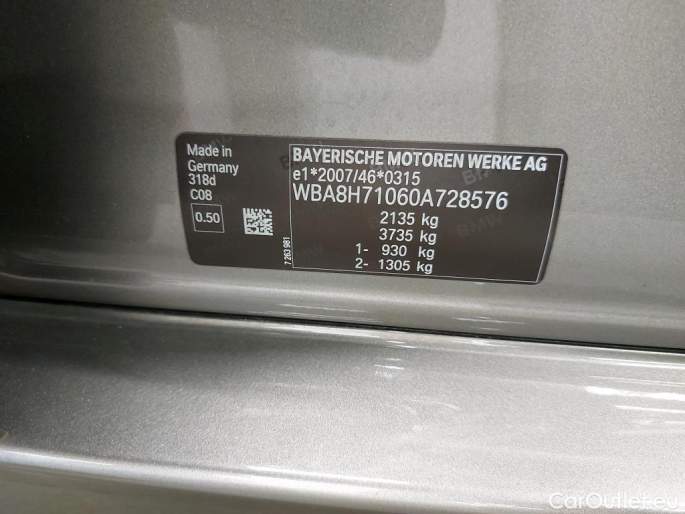 Made in
Germany
318d
C08
0.50
7 263 981
BAYERISCHE MOTOREN WERKE AG
e1*2007/46*0315
WBA8H71060A728576
2135 kg
3735 kg
1- 930 kg
2- 1305 kg
CarOutlet.eu